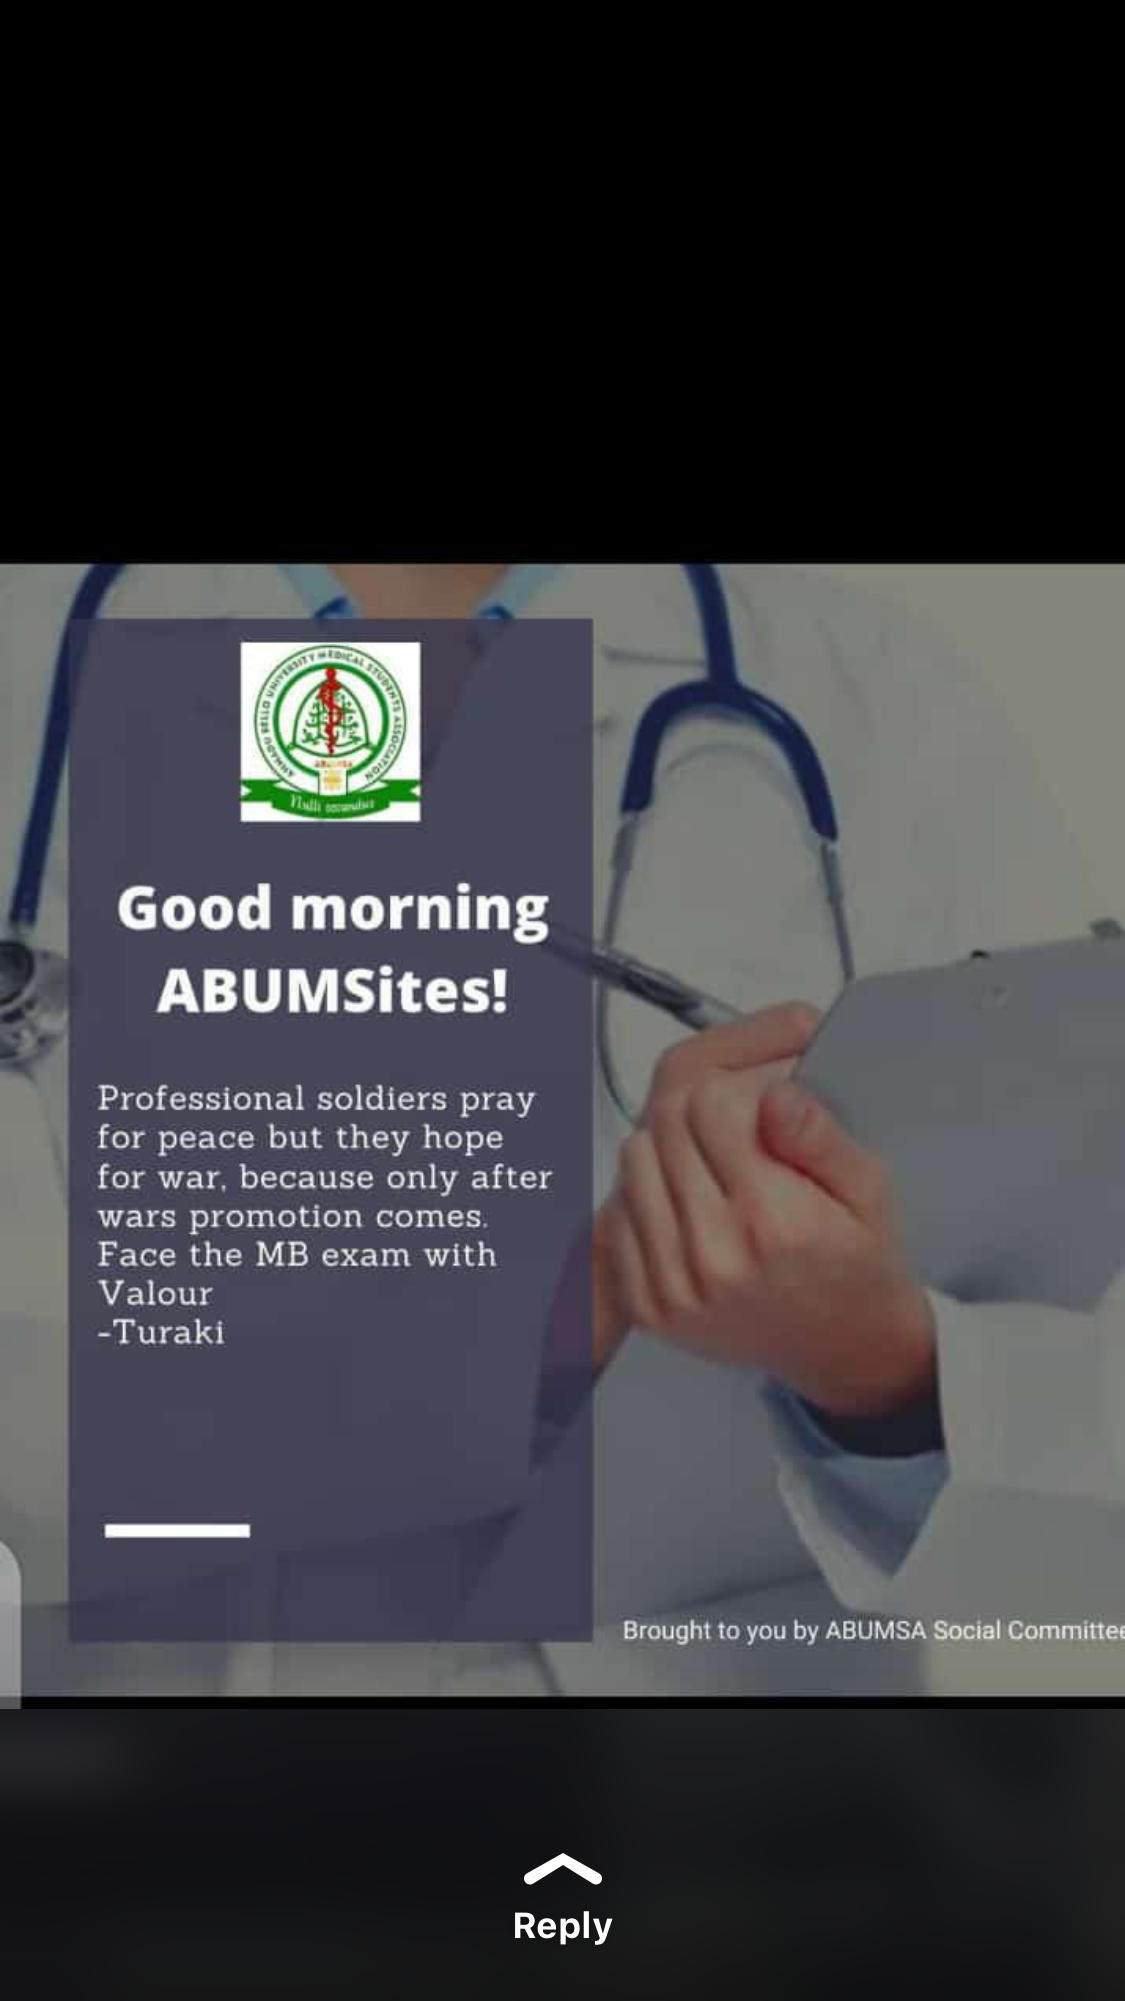 AHMADU BELLO UNIVERSITY MEDICAL STUDENTS ASSOCIATION
ABUMSA
Nulli secundus
Good morning
ABUMSites!
Professional soldiers pray
for peace but they hope
for war, because only after
wars promotion comes.
Face the MB exam with
Valour
-Turaki
Brought to you by ABUMSA Social Committee
Reply